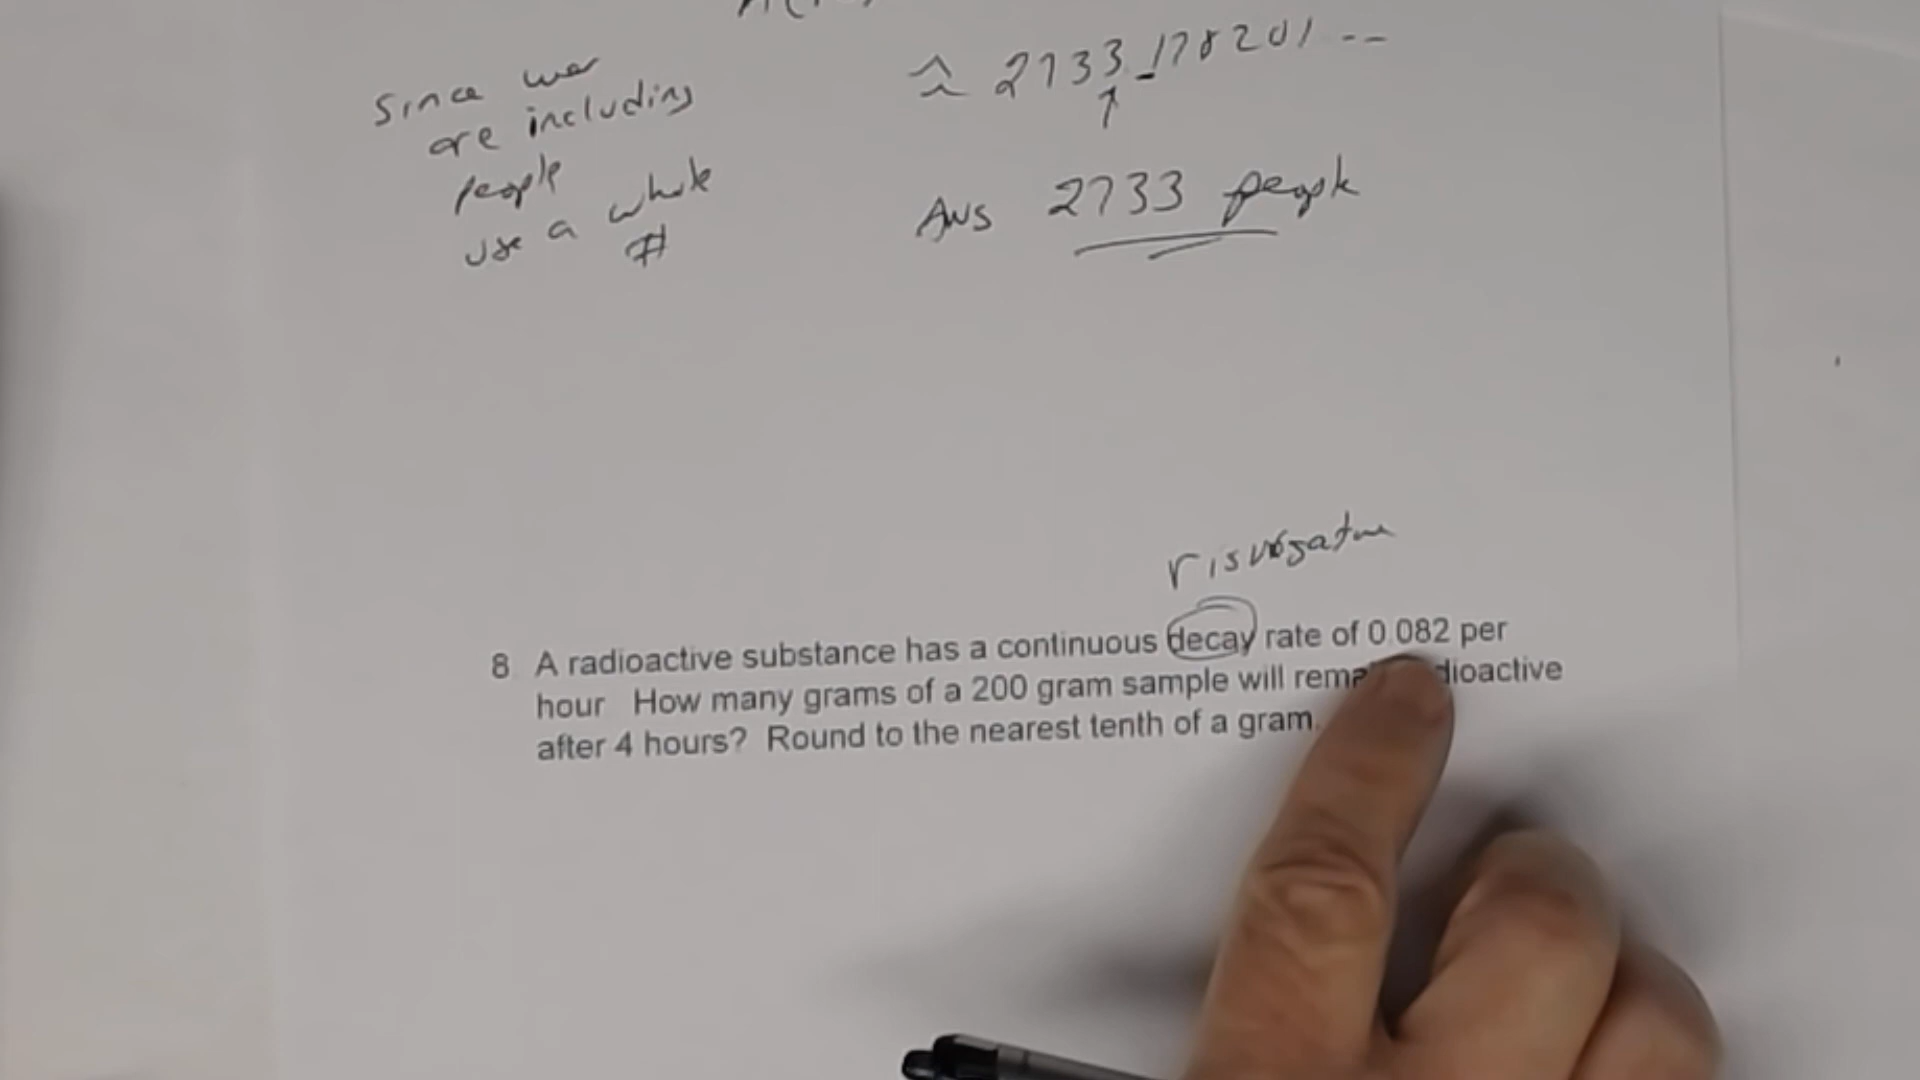 ≈ 2733.178201--
↑
Since we
are including
people
use a whole
#
Ans 2733 people
r is negative
8 A radioactive substance has a continuous decay rate of 0.082 per
hour How many grams of a 200 gram sample will dioactive
after 4 hours? Round to the nearest tenth of a gram.